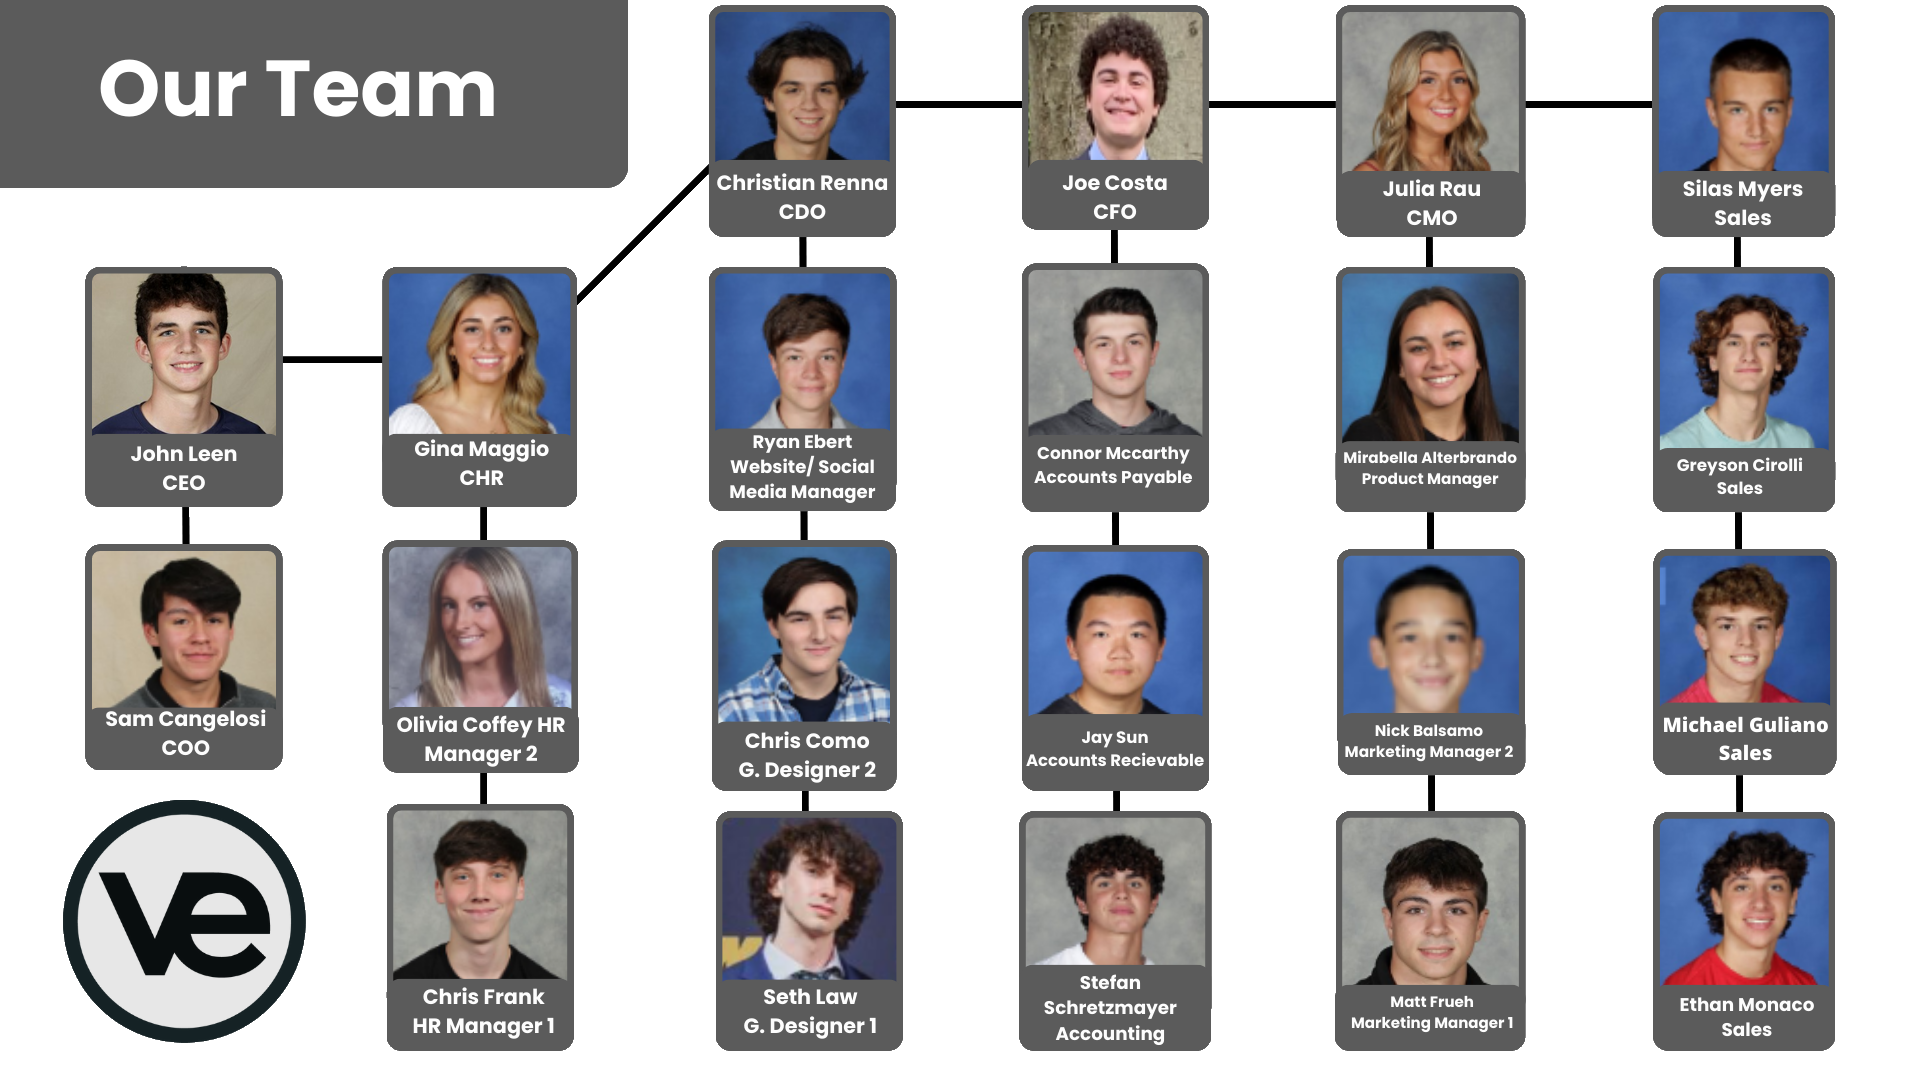 Our Team
Christian Renna
CDO
Joe Costa
CFO
Julia Rau
CMO
Silas Myers
Sales
John Leen
CEO
Gina Maggio
CHR
Ryan Ebert
Website/ Social
Media Manager
Connor Mccarthy
Accounts Payable
Mirabella Alterbrando
Product Manager
Greyson Cirolli
Sales
Sam Cangelosi
COO
Olivia Coffey HR
Manager 2
Chris Como
G. Designer 2
Jay Sun
Accounts Recievable
Nick Balsamo
Marketing Manager 2
Michael Guliano
Sales
ve
Chris Frank
HR Manager 1
Seth Law
G. Designer 1
Stefan
Schretzmayer
Accounting
Matt Frueh
Marketing Manager 1
Ethan Monaco
Sales